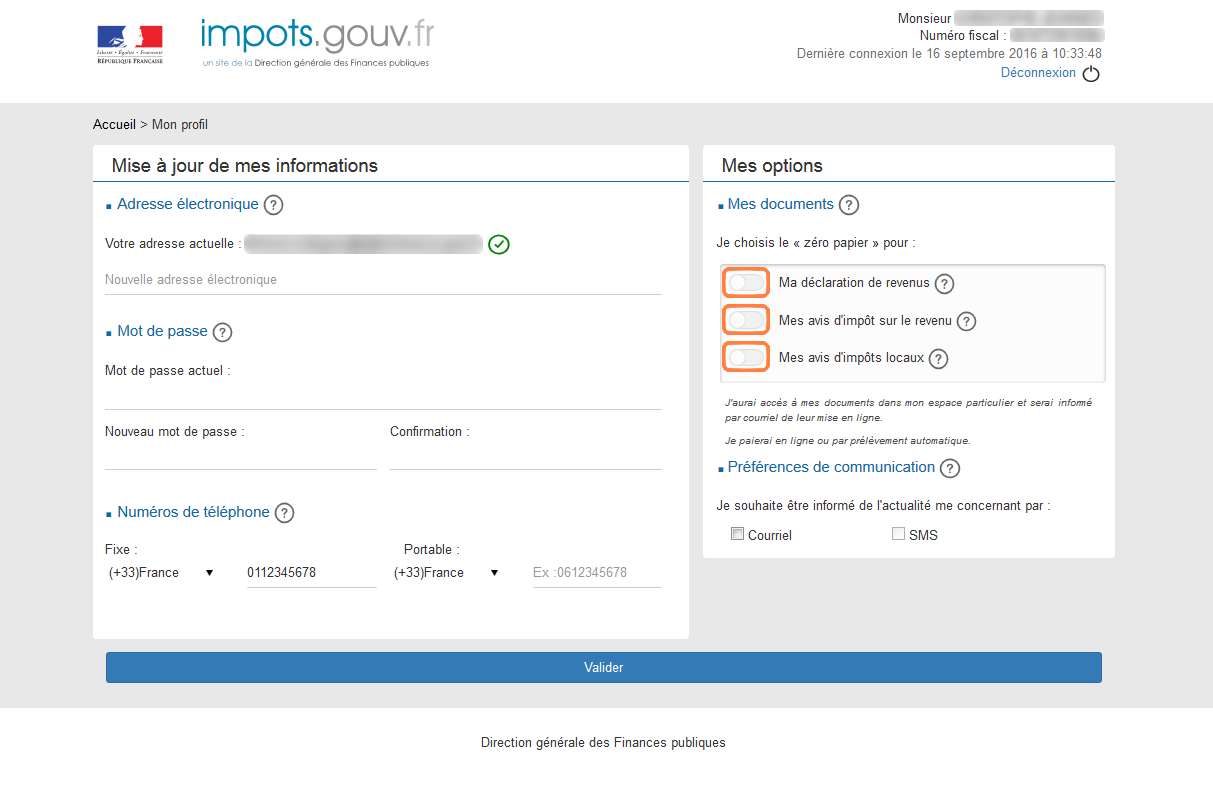 Liberté • Égalité • Fraternité
RÉPUBLIQUE FRANÇAISE
impots.gouv.fr
un site de la Direction générale des Finances publiques
Monsieur
Numéro fiscal :
Dernière connexion le 16 septembre 2016 à 10:33:48
Déconnexion
Accueil > Mon profil
Mise à jour de mes informations
Adresse électronique ?
Votre adresse actuelle :
Nouvelle adresse électronique
Mot de passe ?
Mot de passe actuel :
Nouveau mot de passe :
Confirmation :
Numéros de téléphone ?
Fixe :
Portable :
(+33)France
0112345678
(+33)France
Ex :0612345678
Mes options
Mes documents ?
Je choisis le « zéro papier » pour :
Ma déclaration de revenus ?
Mes avis d'impôt sur le revenu ?
Mes avis d'impôts locaux ?
J'aurai accès à mes documents dans mon espace particulier et serai informé
par courriel de leur mise en ligne.
Je paierai en ligne ou par prélèvement automatique.
Préférences de communication ?
Je souhaite être informé de l'actualité me concernant par :
Courriel
SMS
Valider
Direction générale des Finances publiques